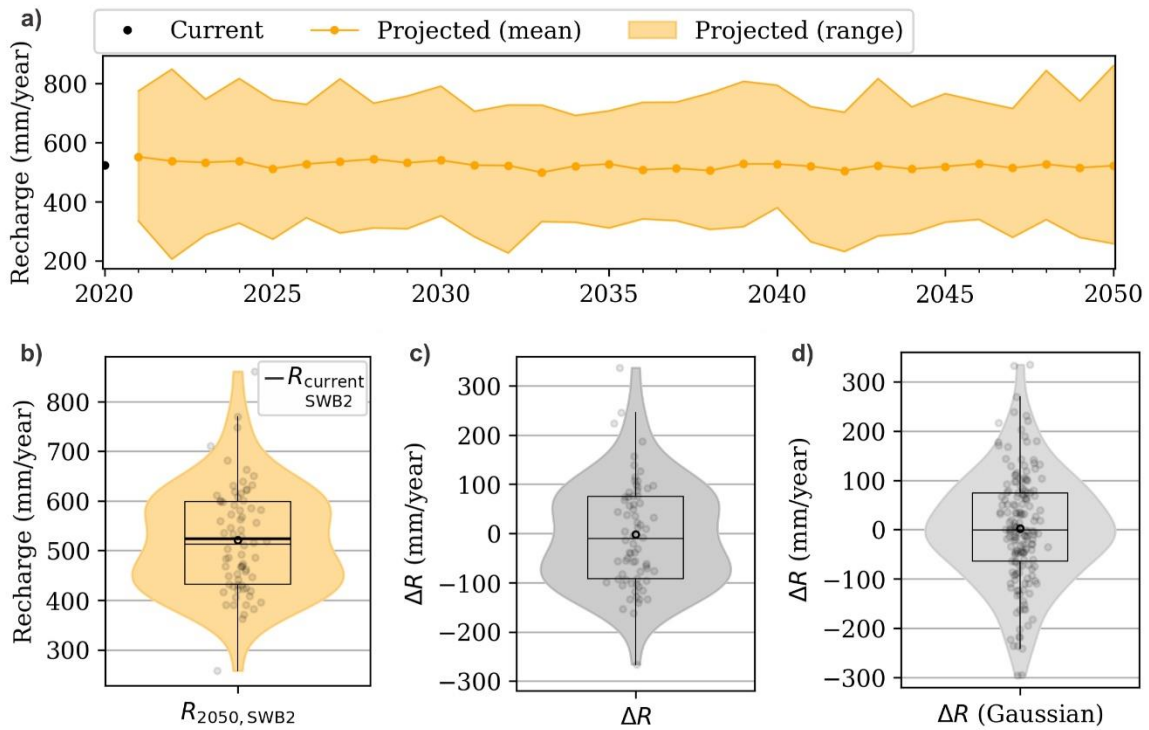 a)
Current Projected (mean) Projected (range)
Recharge (mm/year)
800
600
400
200
2020 2025 2030 2035 2040 2045 2050
b)
Recharge (mm/year)
800
700
600
500
400
300
R current
SWB2
R2050, SWB2
c)
ΔR (mm/year)
300
200
100
0
−100
−200
−300
ΔR
d)
ΔR (mm/year)
300
200
100
0
−100
−200
−300
ΔR (Gaussian)